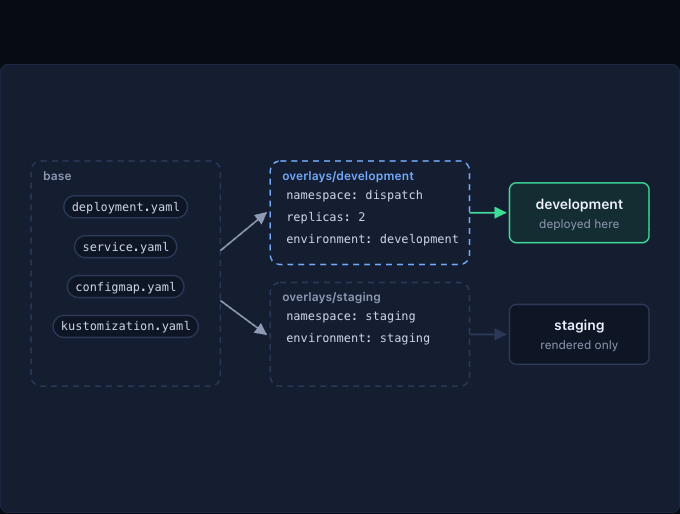 base
deployment.yaml
service.yaml
configmap.yaml
kustomization.yaml
overlays/development
namespace: dispatch
replicas: 2
environment: development
overlays/staging
namespace: staging
environment: staging
development
deployed here
staging
rendered only